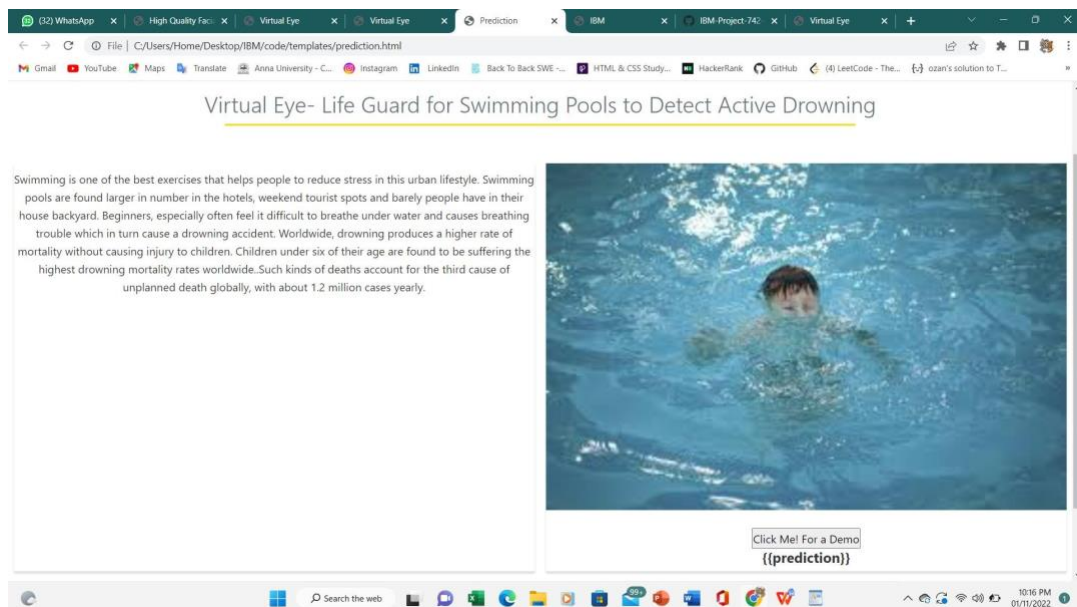 (32) WhatsApp
High Quality Faci
Virtual Eye
Virtual Eye
Prediction
IBM
IBM-Project-742
Virtual Eye
File | C:/Users/Home/Desktop/IBM/code/templates/prediction.html
Gmail
YouTube
Maps
Translate
Anna University - C...
Instagram
LinkedIn
Back To Back SWE -...
HTML & CSS Study...
HackerRank
GitHub
(4) LeetCode - The...
{-} ozan's solution to T...
»
Virtual Eye- Life Guard for Swimming Pools to Detect Active Drowning
Swimming is one of the best exercises that helps people to reduce stress in this urban lifestyle. Swimming
pools are found larger in number in the hotels, weekend tourist spots and barely people have in their
house backyard. Beginners, especially often feel it difficult to breathe under water and causes breathing
trouble which in turn cause a drowning accident. Worldwide, drowning produces a higher rate of
mortality without causing injury to children. Children under six of their age are found to be suffering the
highest drowning mortality rates worldwide..Such kinds of deaths account for the third cause of
unplanned death globally, with about 1.2 million cases yearly.
Click Me! For a Demo
{{prediction}}
Search the web
99+
10:16 PM
01/11/2022
1